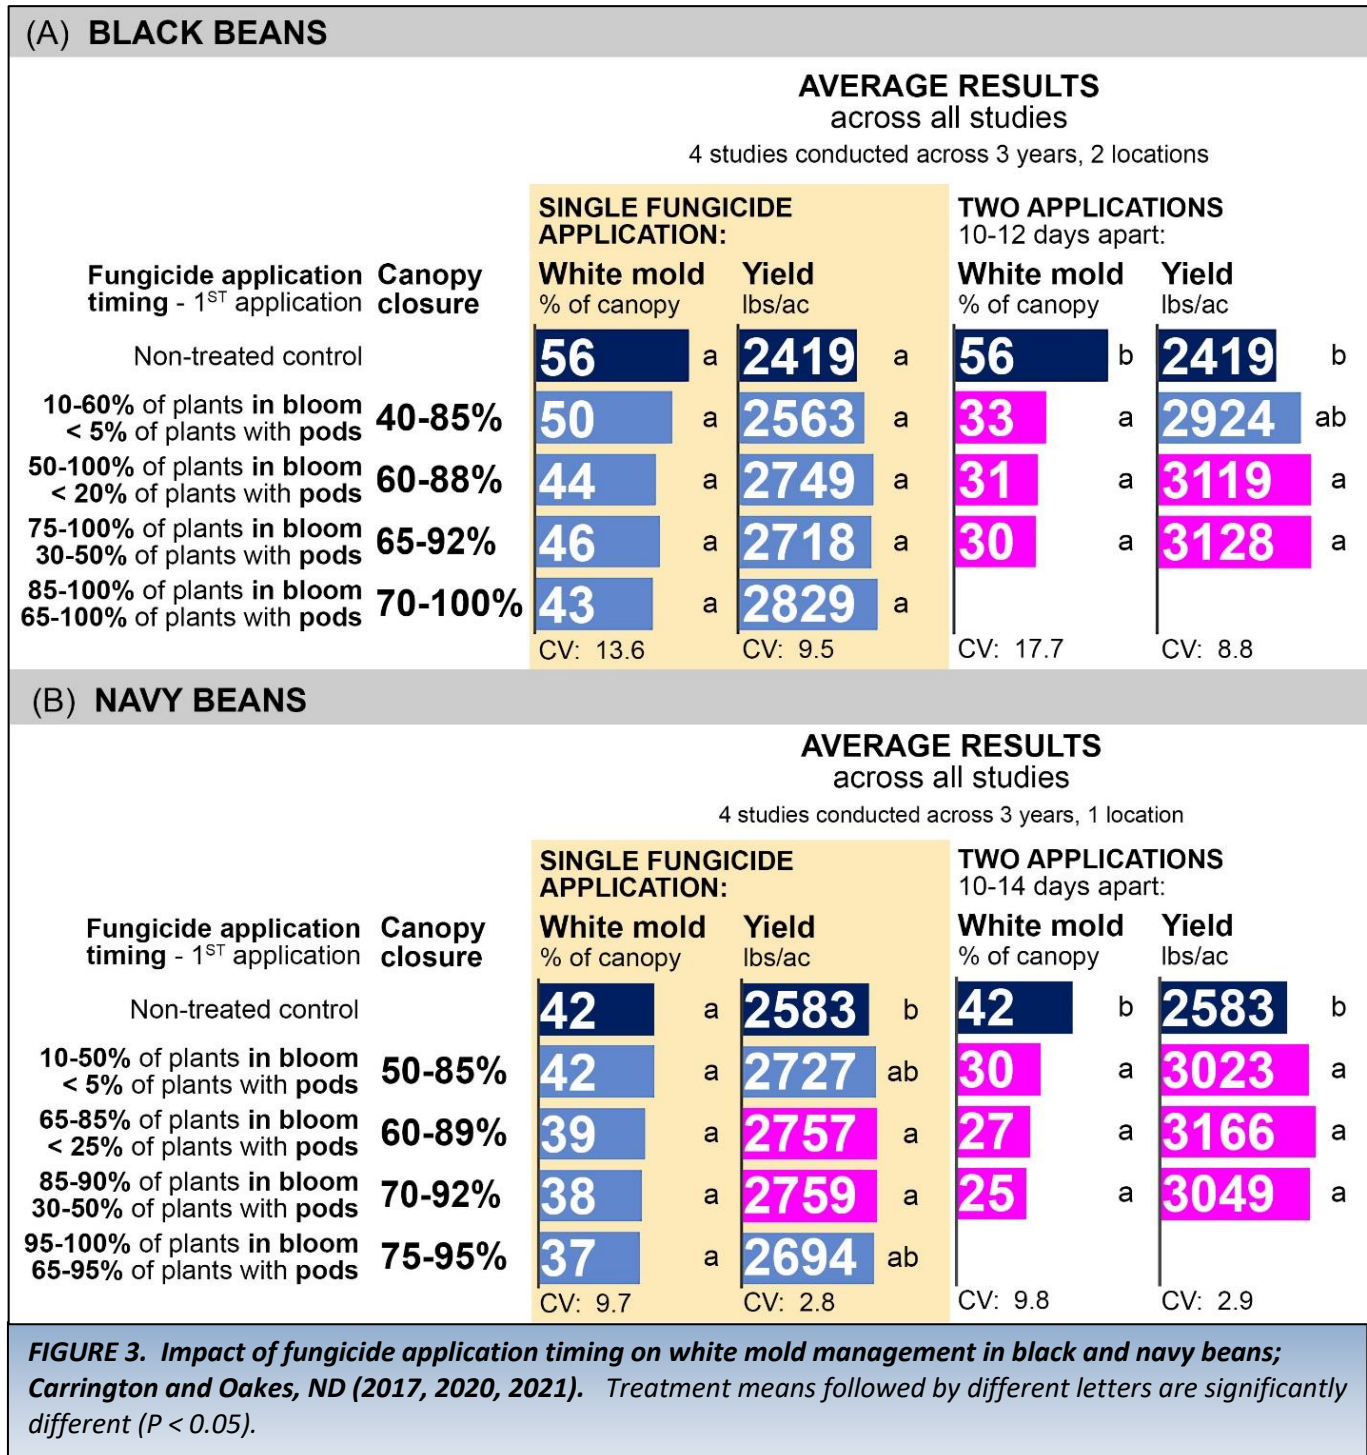 (A) BLACK BEANS
AVERAGE RESULTS
across all studies
4 studies conducted across 3 years, 2 locations
SINGLE FUNGICIDE APPLICATION: TWO APPLICATIONS 10-12 days apart:
Fungicide application timing - 1ST application Canopy closure White mold % of canopy Yield lbs/ac White mold % of canopy Yield lbs/ac
Non-treated control 56 a 2419 a 56 b 2419 b
10-60% of plants in bloom < 5% of plants with pods 40-85% 50 a 2563 a 33 a 2924 ab
50-100% of plants in bloom < 20% of plants with pods 60-88% 44 a 2749 a 31 a 3119 a
75-100% of plants in bloom 30-50% of plants with pods 65-92% 46 a 2718 a 30 a 3128 a
85-100% of plants in bloom 65-100% of plants with pods 70-100% 43 a 2829 a
CV: 13.6 CV: 9.5 CV: 17.7 CV: 8.8
(B) NAVY BEANS
AVERAGE RESULTS
across all studies
4 studies conducted across 3 years, 1 location
SINGLE FUNGICIDE APPLICATION: TWO APPLICATIONS 10-14 days apart:
Fungicide application timing - 1ST application Canopy closure White mold % of canopy Yield lbs/ac White mold % of canopy Yield lbs/ac
Non-treated control 42 a 2583 b 42 b 2583 b
10-50% of plants in bloom < 5% of plants with pods 50-85% 42 a 2727 ab 30 a 3023 a
65-85% of plants in bloom < 25% of plants with pods 60-89% 39 a 2757 a 27 a 3166 a
85-90% of plants in bloom 30-50% of plants with pods 70-92% 38 a 2759 a 25 a 3049 a
95-100% of plants in bloom 65-95% of plants with pods 75-95% 37 a 2694 ab
CV: 9.7 CV: 2.8 CV: 9.8 CV: 2.9
FIGURE 3. Impact of fungicide application timing on white mold management in black and navy beans;
Carrington and Oakes, ND (2017, 2020, 2021). Treatment means followed by different letters are significantly
different (P < 0.05).